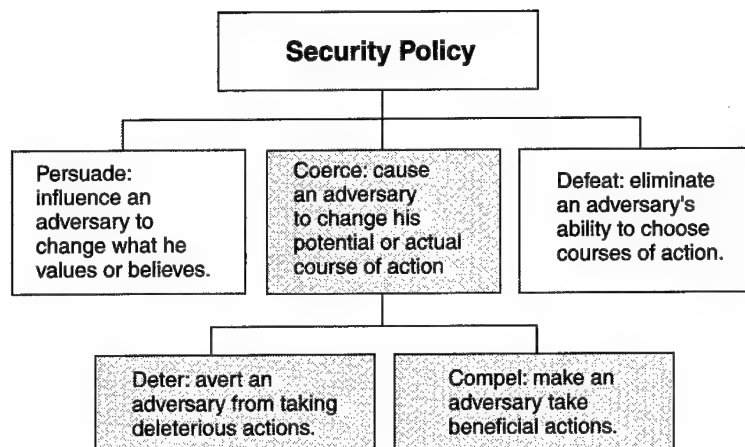 Security Policy
Persuade:
influence an
adversary to
change what he
values or believes.
Coerce: cause
an adversary
to change his
potential or actual
course of action
Defeat: eliminate
an adversary's
ability to choose
courses of action.
Deter: avert an
adversary from taking
deleterious actions.
Compel: make an
adversary take
beneficial actions.